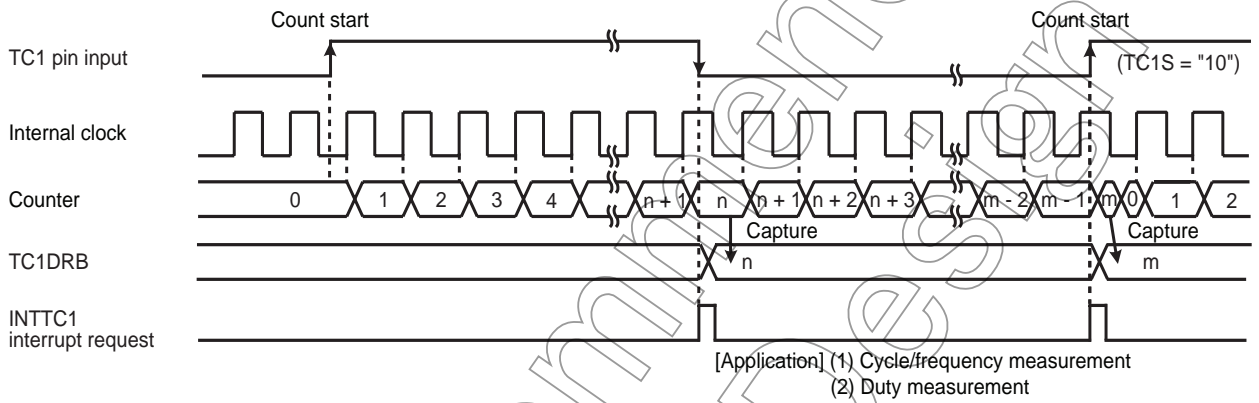 Count start Count start
TC1 pin input
(TC1S = "10")
Internal clock
Counter 0 1 2 3 4 n + 1 n n + 1 n + 2 n + 3 m - 2 m - 1 m 0 1 2
Capture Capture
TC1DRB n m
INTTC1
interrupt request
[Application] (1) Cycle/frequency measurement
(2) Duty measurement